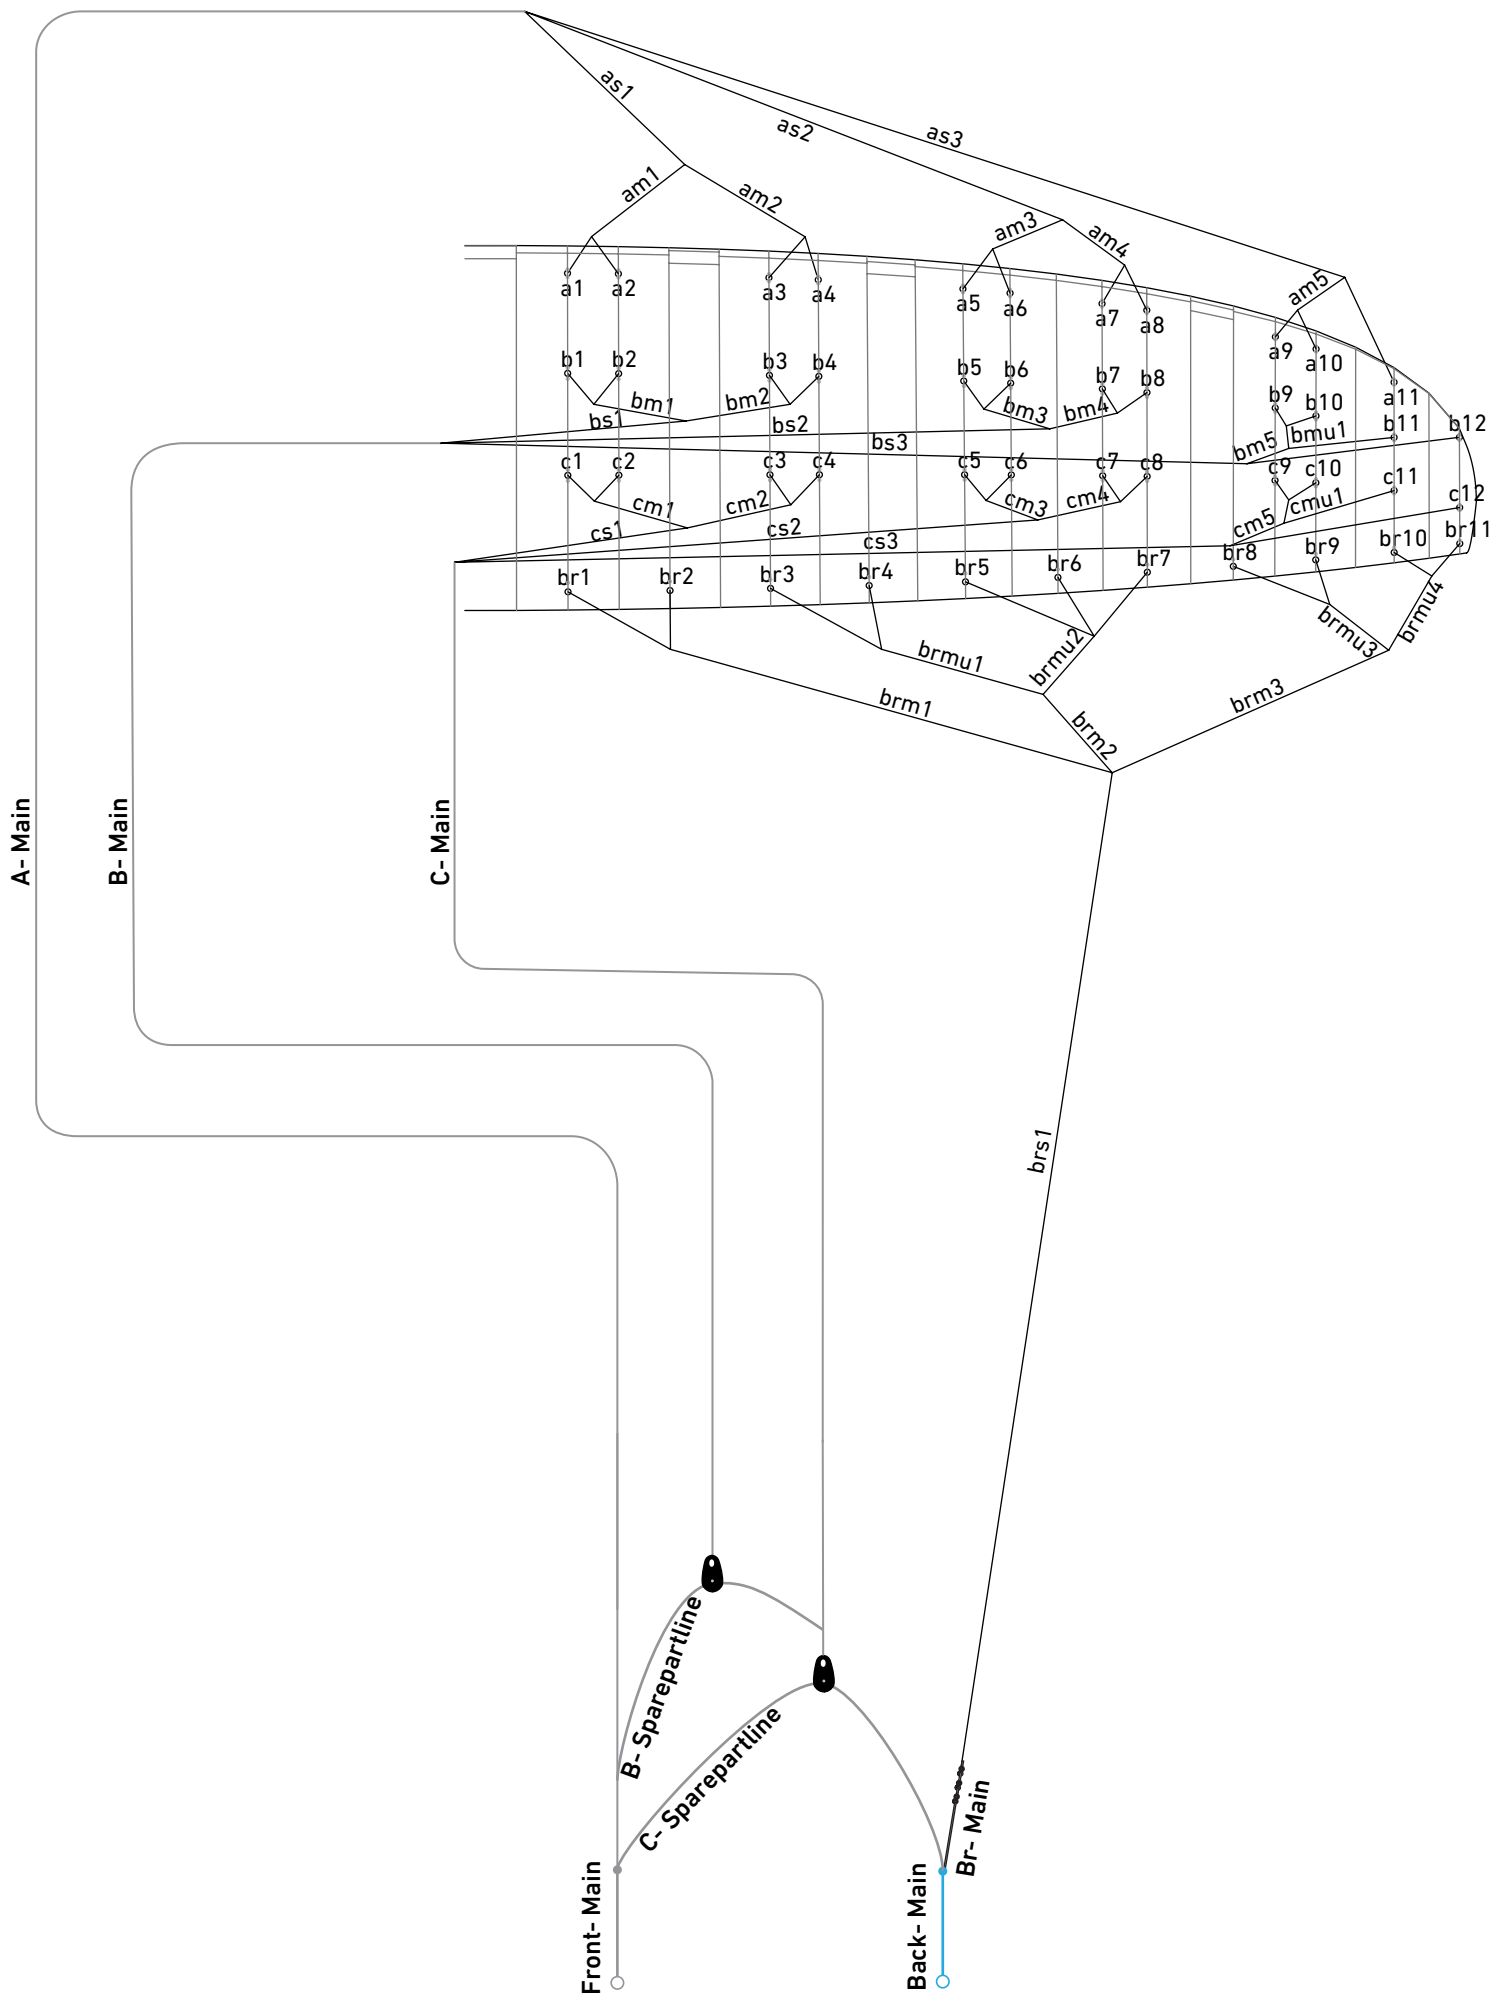 as1
as2
as3
am1
am2
am3
am4
am5
a1
a2
a3
a4
a5
a6
a7
a8
a9
a10
a11
b1
b2
b3
b4
b5
b6
b7
b8
b9
b10
b11
b12
bm1
bm2
bm3
bm4
bm5
bmu1
bs1
bs2
bs3
c1
c2
c3
c4
c5
c6
c7
c8
c9
c10
c11
c12
cm1
cm2
cm3
cm4
cm5
cmu1
cs1
cs2
cs3
br1
br2
br3
br4
br5
br6
br7
br8
br9
br10
br11
brmu1
brmu2
brmu3
brmu4
brm1
brm2
brm3
A- Main
B- Main
C- Main
brs1
B- Sparepartline
C- Sparepartline
Br- Main
Front- Main
Back- Main